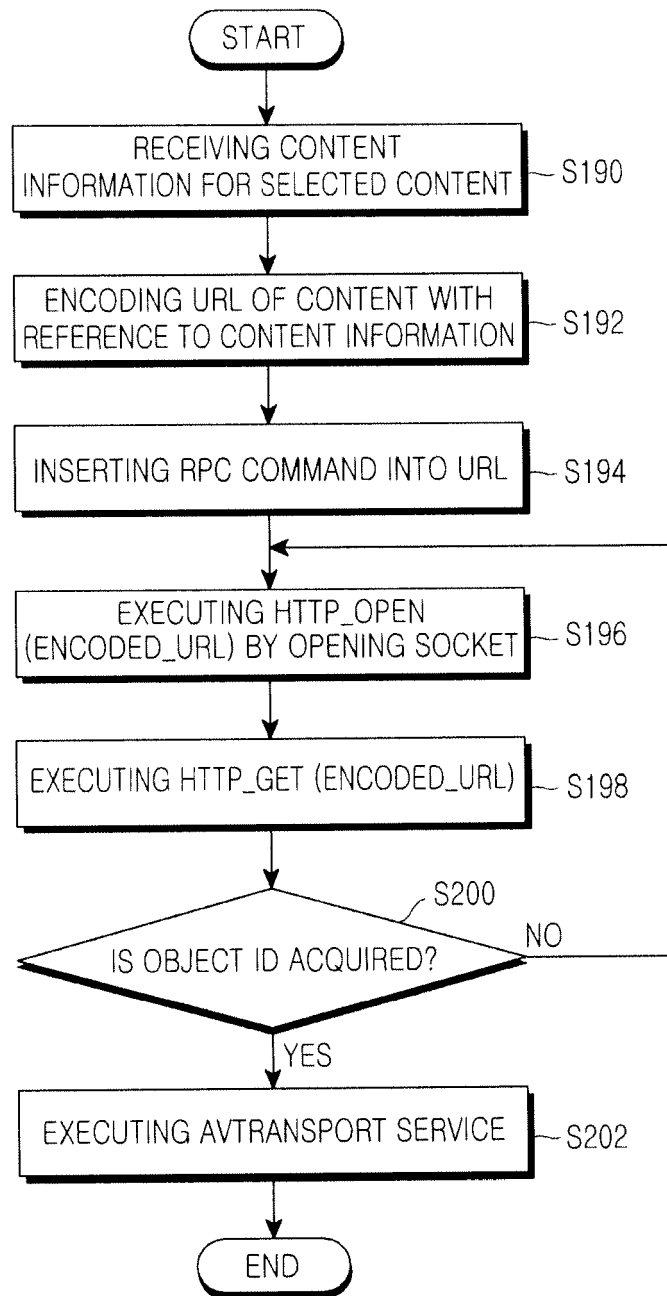 START
RECEIVING CONTENT
INFORMATION FOR SELECTED CONTENT
S190
ENCODING URL OF CONTENT WITH
REFERENCE TO CONTENT INFORMATION
S192
INSERTING RPC COMMAND INTO URL
S194
EXECUTING HTTP_OPEN
(ENCODED_URL) BY OPENING SOCKET
S196
EXECUTING HTTP_GET (ENCODED_URL)
S198
S200
IS OBJECT ID ACQUIRED?
NO
YES
EXECUTING AVTRANSPORT SERVICE
S202
END